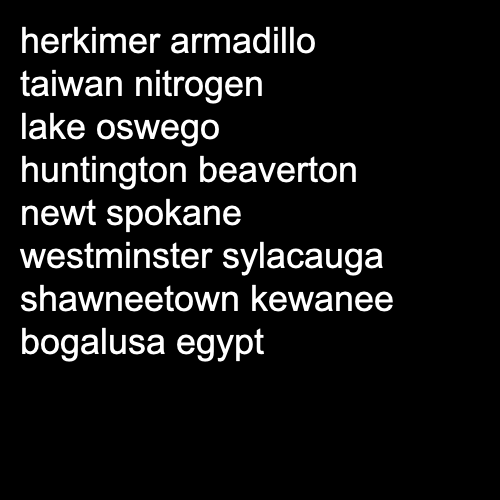 herkimer armadillo
taiwan nitrogen
lake oswego
huntington beaverton
newt spokane
westminster sylacauga
shawneetown kewanee
bogalusa egypt